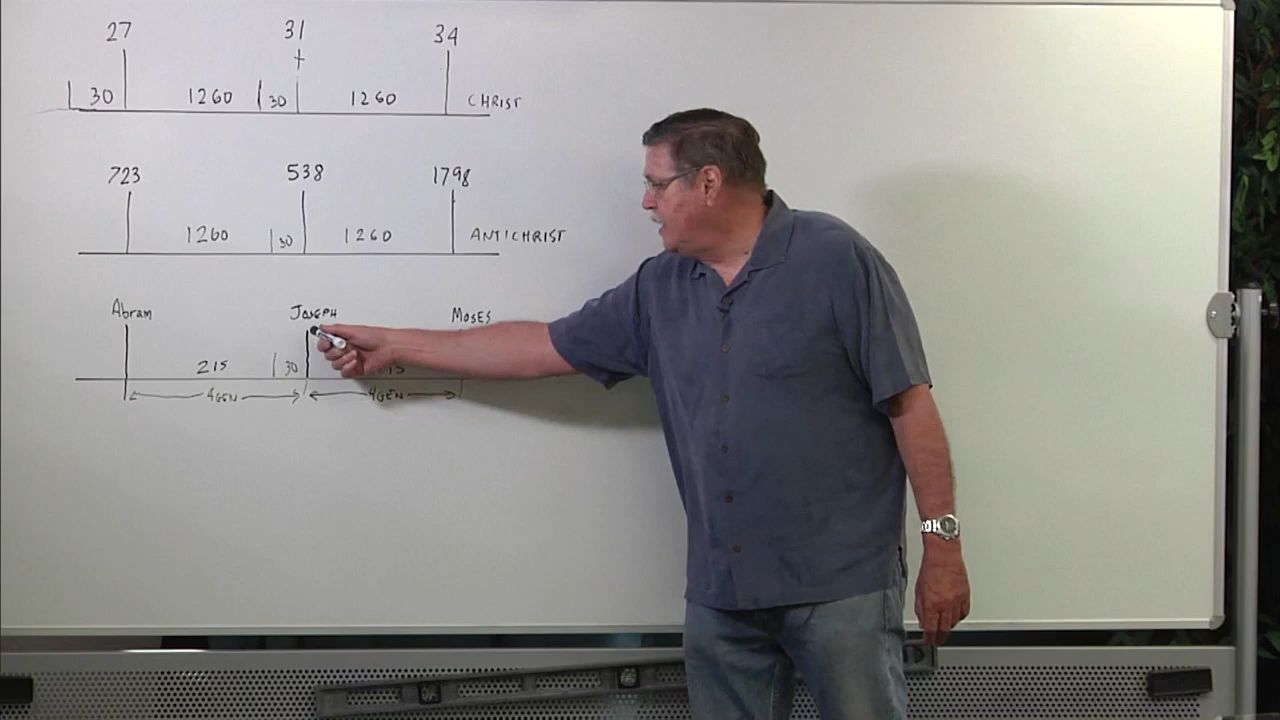 27 31 34
30 1260 30 1260 CHRIST
723 538 1798
1260 30 1260 ANTICHRIST
Abram JOSEPH MOSES
215 30 15
4GEN 4GEN